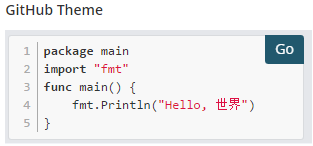 GitHub Theme
Go
1 package main
2 import "fmt"
3 func main() {
4     fmt.Println("Hello, 世界")
5 }